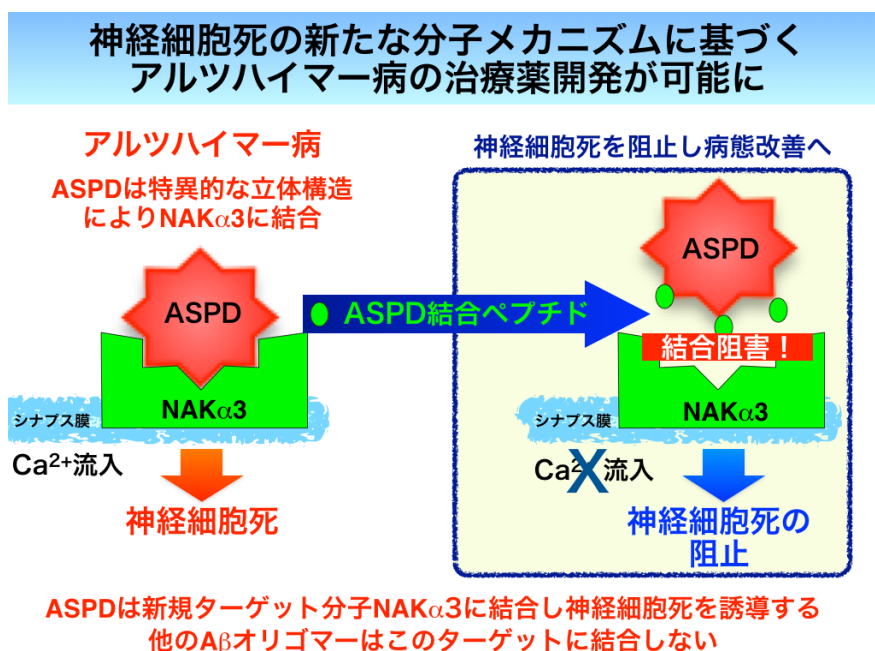 神経細胞死の新たな分子メカニズムに基づく
アルツハイマー病の治療薬開発が可能に
アルツハイマー病
ASPDは特異的な立体構造
によりNAKα3に結合
ASPD
NAKα3
シナプス膜
Ca²⁺流入
神経細胞死
ASPD結合ペプチド
神経細胞死を阻止し病態改善へ
ASPD
結合阻害！
NAKα3
シナプス膜
Ca²⁺流入
X
神経細胞死の
阻止
ASPDは新規ターゲット分子NAKα3に結合し神経細胞死を誘導する
他のAβオリゴマーはこのターゲットに結合しない